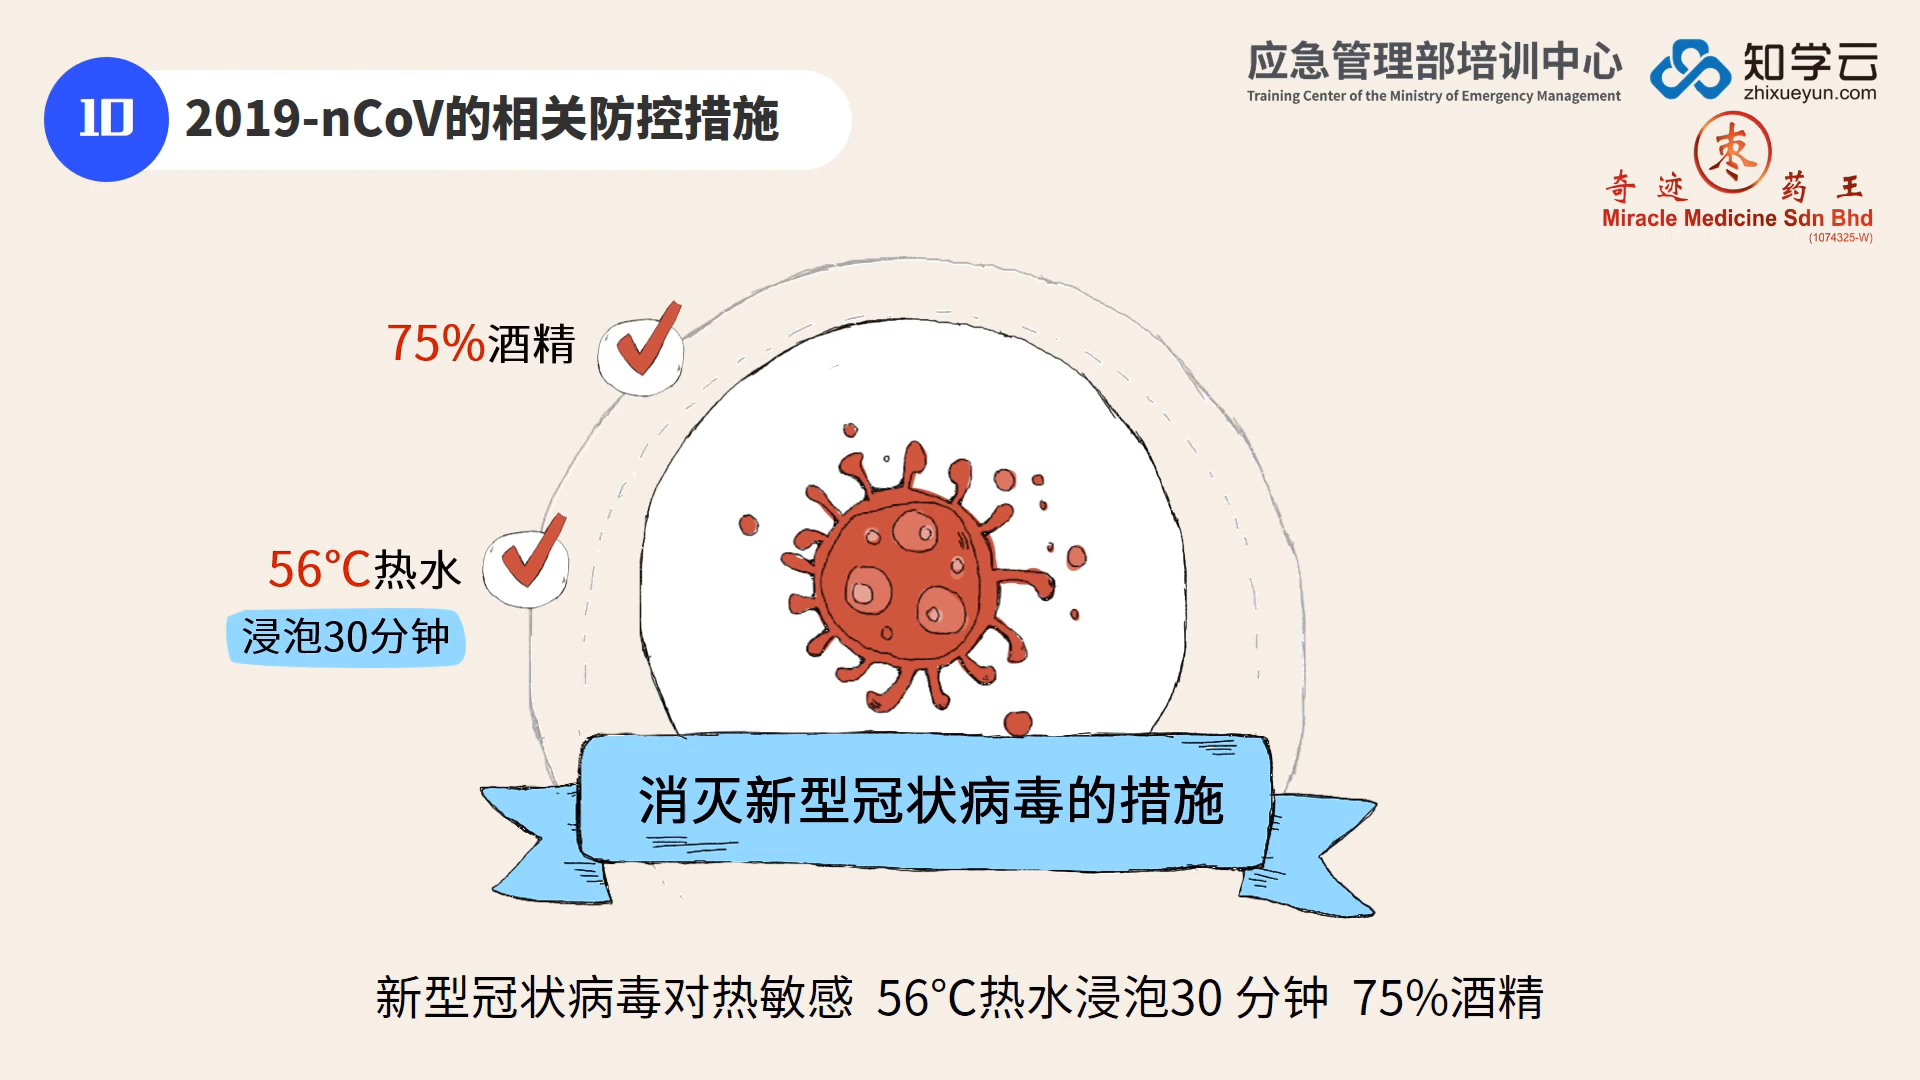 10
2019-nCoV的相关防控措施
应急管理部培训中心
Training Center of the Ministry of Emergency Management
知学云
zhixueyun.com
奇迹枣药王
Miracle Medicine Sdn Bhd
(1074325-W)
75%酒精
56℃热水
浸泡30分钟
消灭新型冠状病毒的措施
新型冠状病毒对热敏感 56℃热水浸泡30 分钟 75%酒精